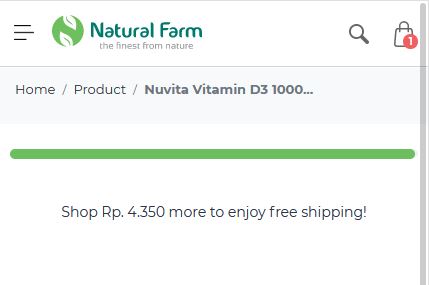 Natural Farm
the finest from nature
1
Home / Product / Nuvita Vitamin D3 1000...
Shop Rp. 4.350 more to enjoy free shipping!